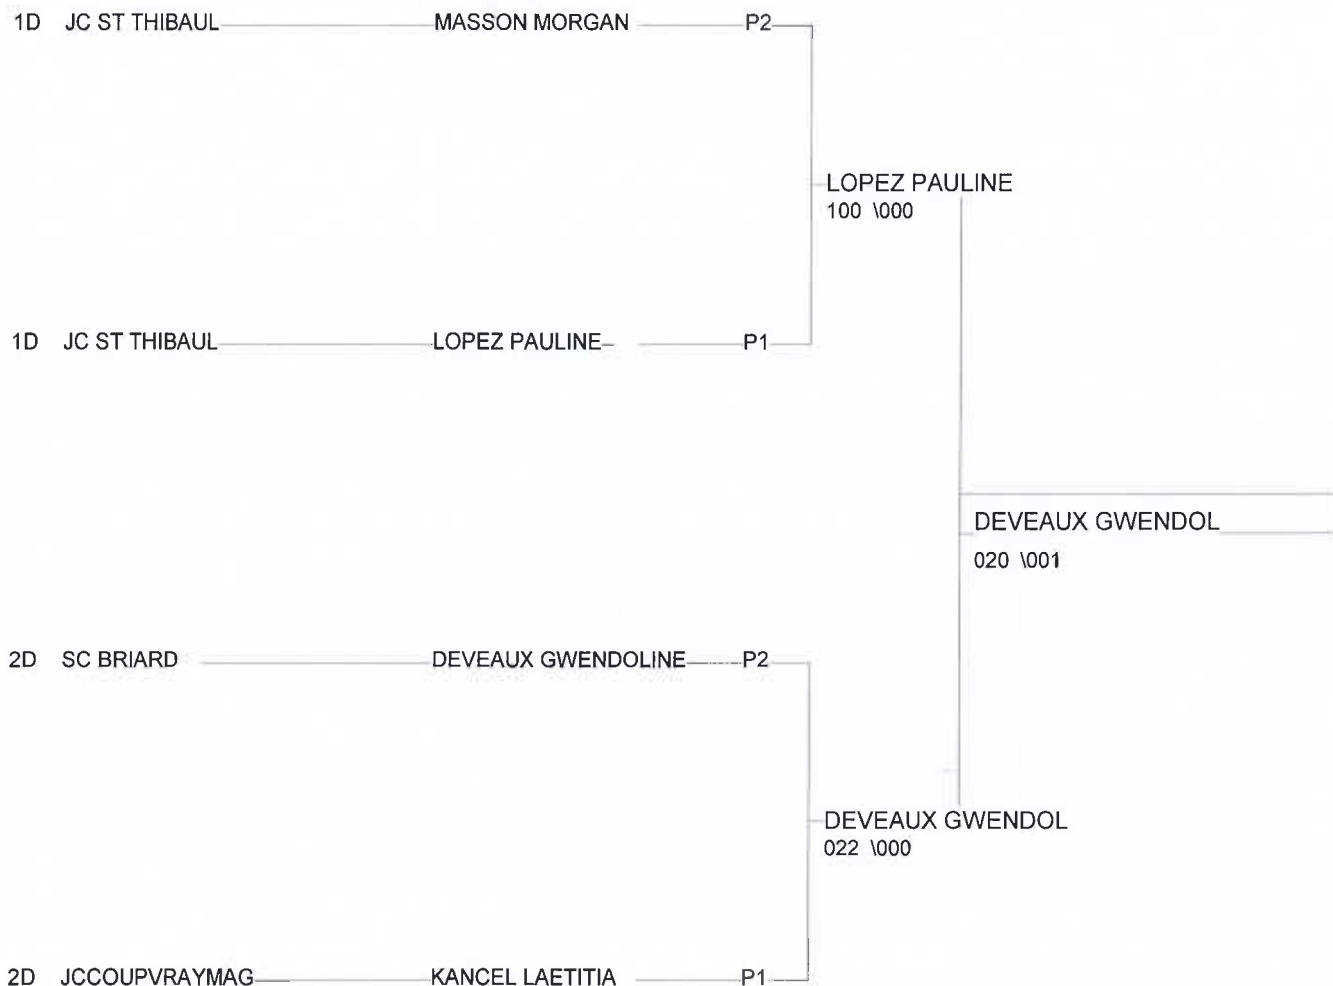 1D JC ST THIBAUL MASSON MORGAN P2
LOPEZ PAULINE
100 \000
1D JC ST THIBAUL LOPEZ PAULINE P1
DEVEAUX GWENDOL
020 \001
2D SC BRIARD DEVEAUX GWENDOLINE P2
DEVEAUX GWENDOL
022 \000
2D JCCOUPVRAYMAG KANCEL LAETITIA P1